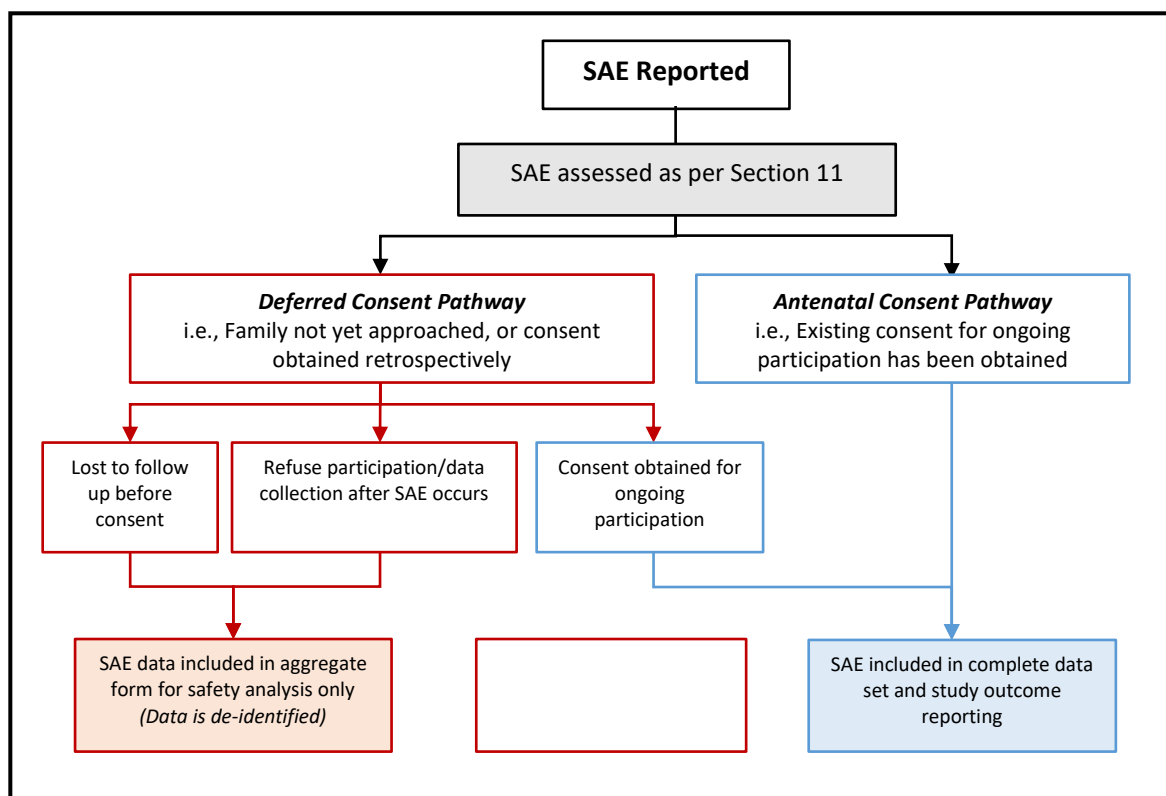 SAE Reported
SAE assessed as per Section 11
Deferred Consent Pathway
i.e., Family not yet approached, or consent
obtained retrospectively
Antenatal Consent Pathway
i.e., Existing consent for ongoing
participation has been obtained
Lost to follow
up before
consent
Refuse participation/data
collection after SAE occurs
Consent obtained for
ongoing
participation
SAE data included in aggregate
form for safety analysis only
(Data is de-identified)
SAE included in complete data
set and study outcome
reporting